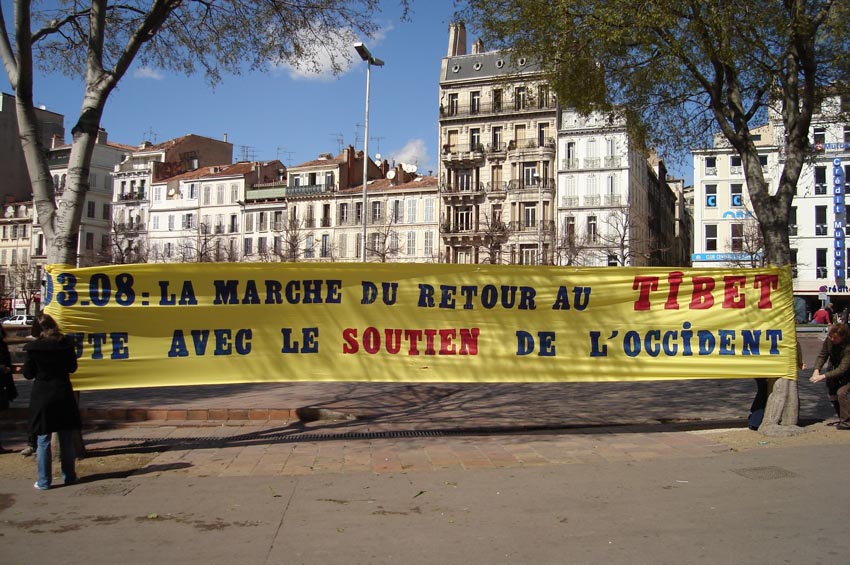 03.08: LA MARCHE DU RETOUR AU TIBET
UTE AVEC LE SOUTIEN DE L'OCCIDENT
Crédit Mutuel